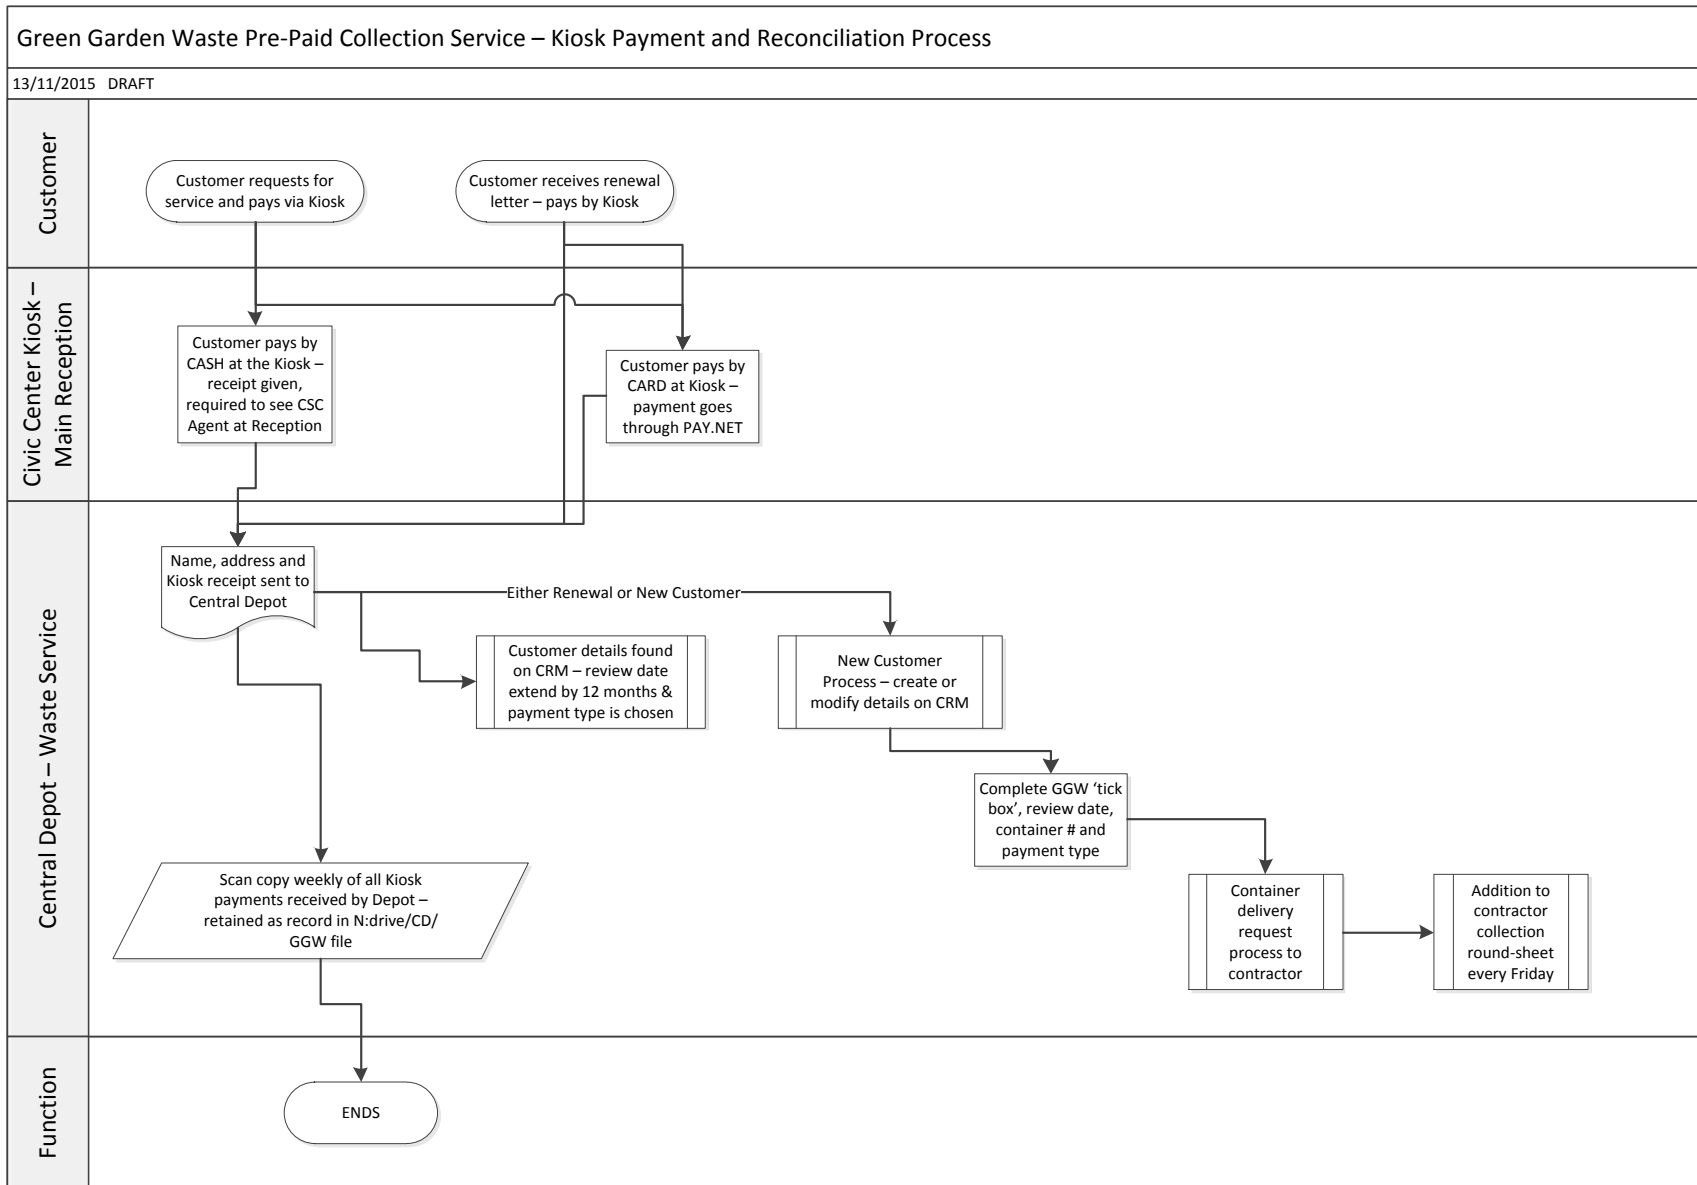 Green Garden Waste Pre-Paid Collection Service – Kiosk Payment and Reconciliation Process
13/11/2015 DRAFT
Customer
Customer requests for
service and pays via Kiosk
Customer receives renewal
letter – pays by Kiosk
Civic Center Kiosk –
Main Reception
Customer pays by
CASH at the Kiosk –
receipt given,
required to see CSC
Agent at Reception
Customer pays by
CARD at Kiosk –
payment goes
through PAY.NET
Central Depot – Waste Service
Name, address and
Kiosk receipt sent to
Central Depot
Either Renewal or New Customer
Customer details found
on CRM – review date
extend by 12 months &
payment type is chosen
New Customer
Process – create or
modify details on CRM
Complete GGW ‘tick
box’, review date,
container # and
payment type
Scan copy weekly of all Kiosk
payments received by Depot –
retained as record in N:drive/CD/
GGW file
Container
delivery
request
process to
contractor
Addition to
contractor
collection
round-sheet
every Friday
Function
ENDS